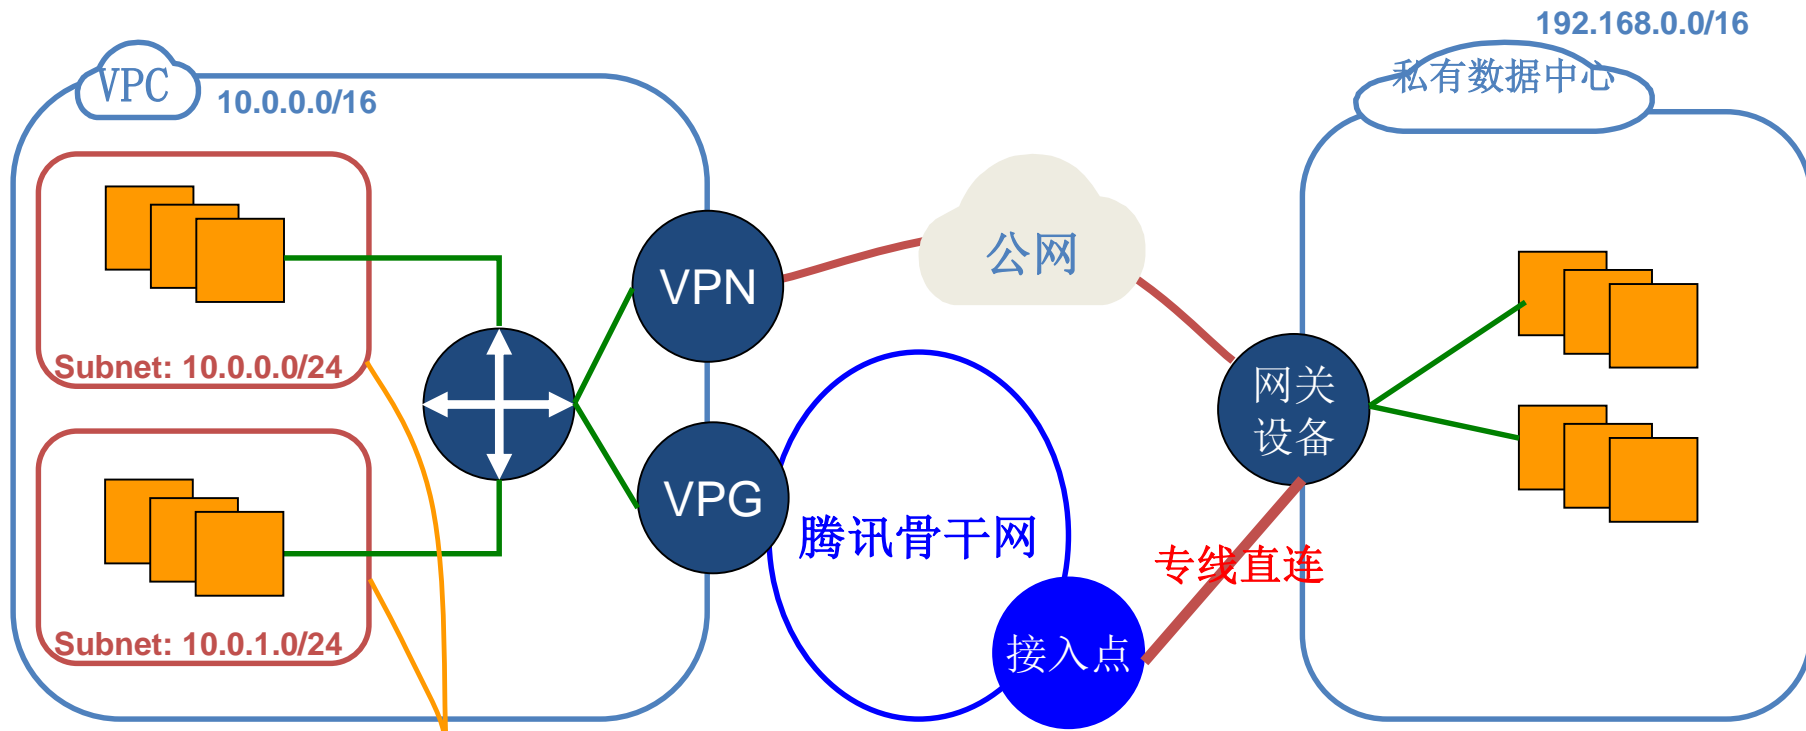 192.168.0.0/16
VPC
私有数据中心
10.0.0.0/16
公网
VPN
Subnet: 10.0.0.0/24
网关
设备
VPG
腾讯骨干网
专线直连
Subnet: 10.0.1.0/24
接入点